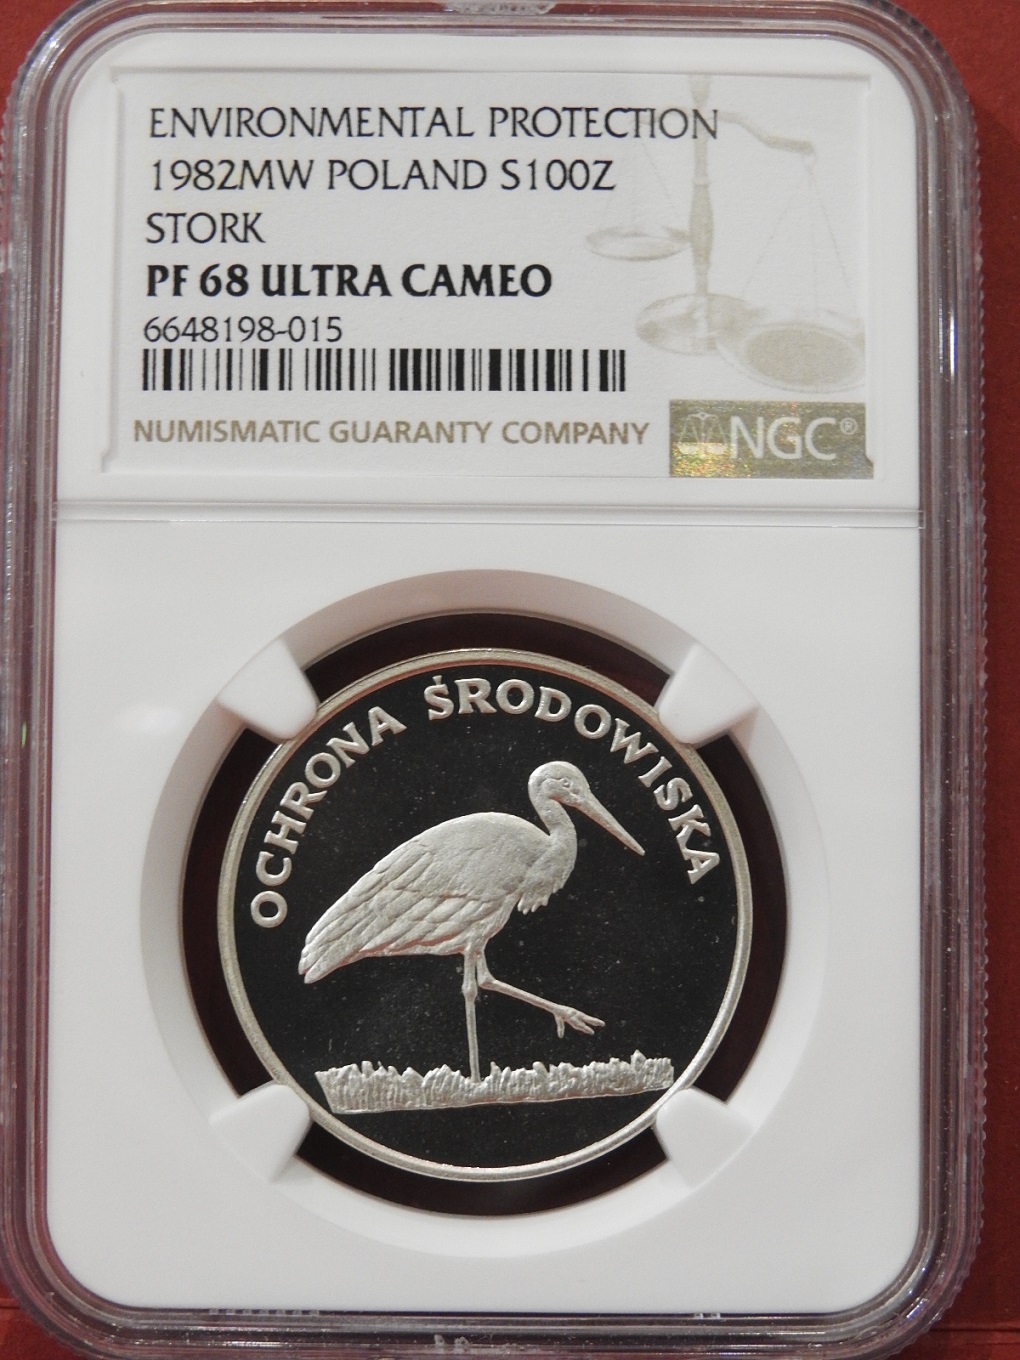 ENVIRONMENTAL PROTECTION
1982MW POLAND S100Z
STORK
PF 68 ULTRA CAMEO
6648198-015
NUMISMATIC GUARANTY COMPANY
NGC®
OCHRONA ŚRODOWISKA